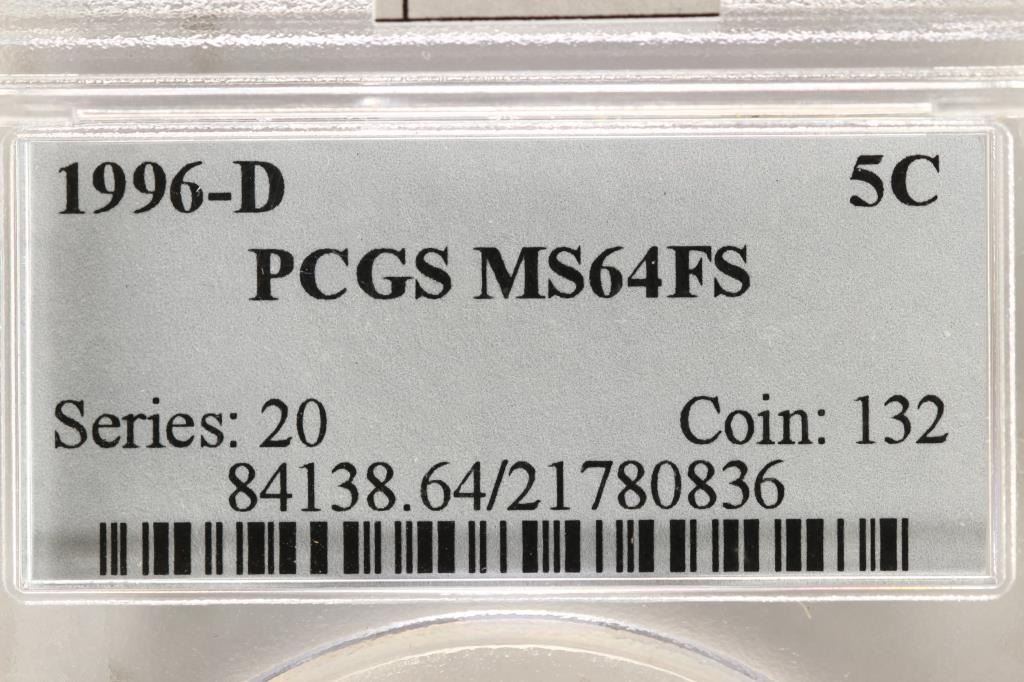 1996-D 5C
PCGS MS64FS
Series: 20 Coin: 132
84138.64/21780836